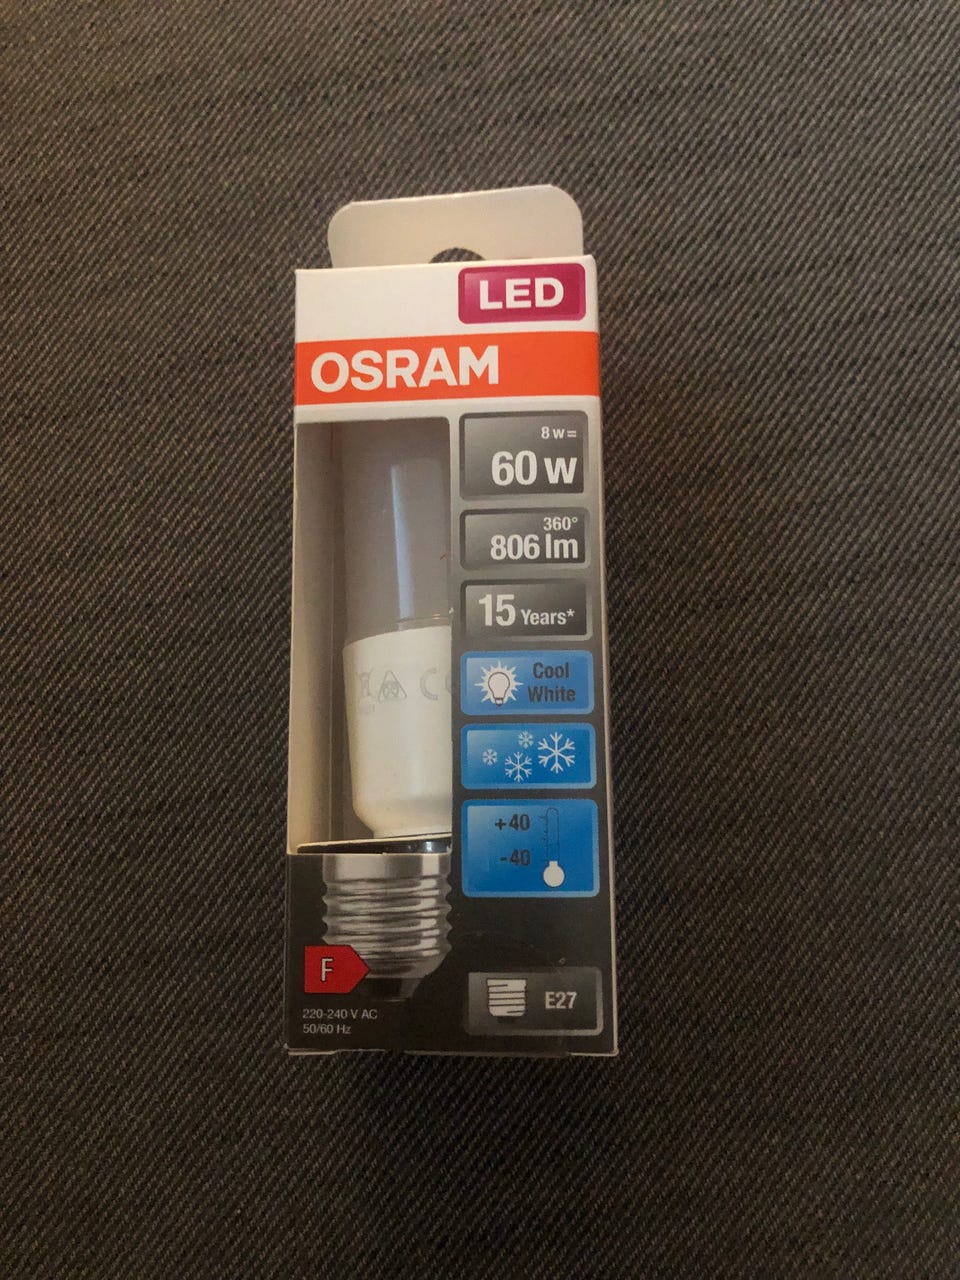 LED
OSRAM
8 w=
60 w
360°
806 lm
15 Years*
Cool
White
+40
-40
F
E27
220-240 V AC
50/60 Hz